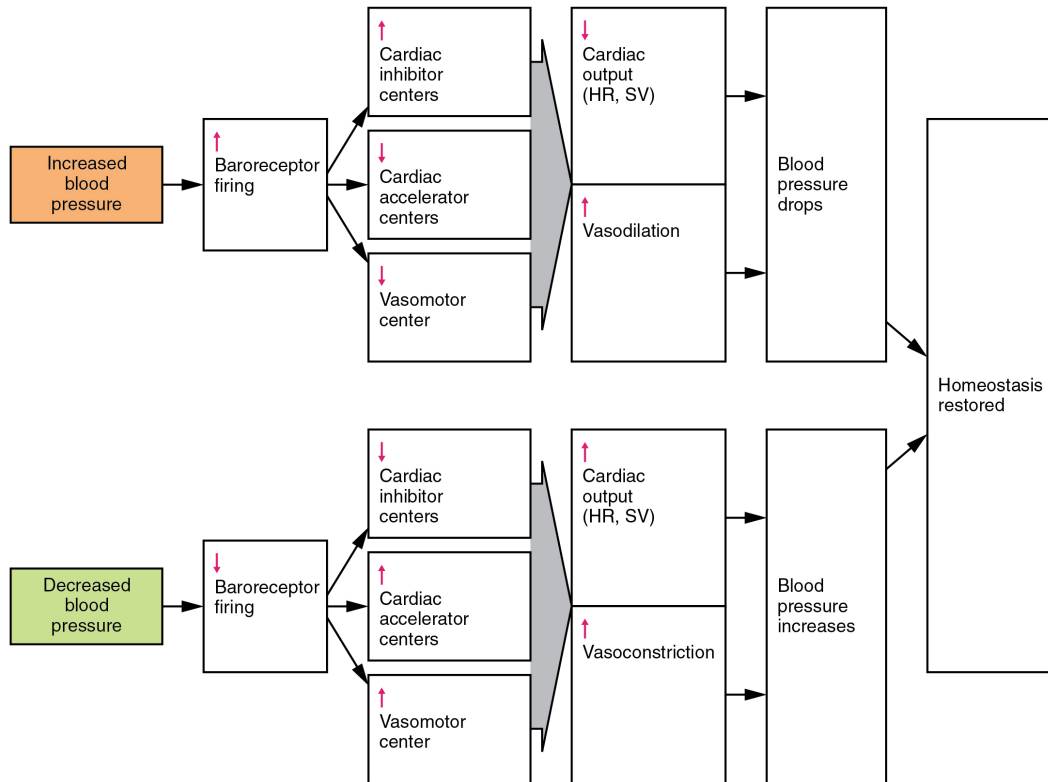 Increased
blood
pressure
↑
Baroreceptor
firing
↑
Cardiac
inhibitor
centers
↓
Cardiac
accelerator
centers
↓
Vasomotor
center
↓
Cardiac
output
(HR, SV)
↑
Vasodilation
Blood
pressure
drops
Homeostasis
restored
Decreased
blood
pressure
↓
Baroreceptor
firing
↓
Cardiac
inhibitor
centers
↑
Cardiac
accelerator
centers
↑
Vasomotor
center
↑
Cardiac
output
(HR, SV)
↑
Vasoconstriction
Blood
pressure
increases